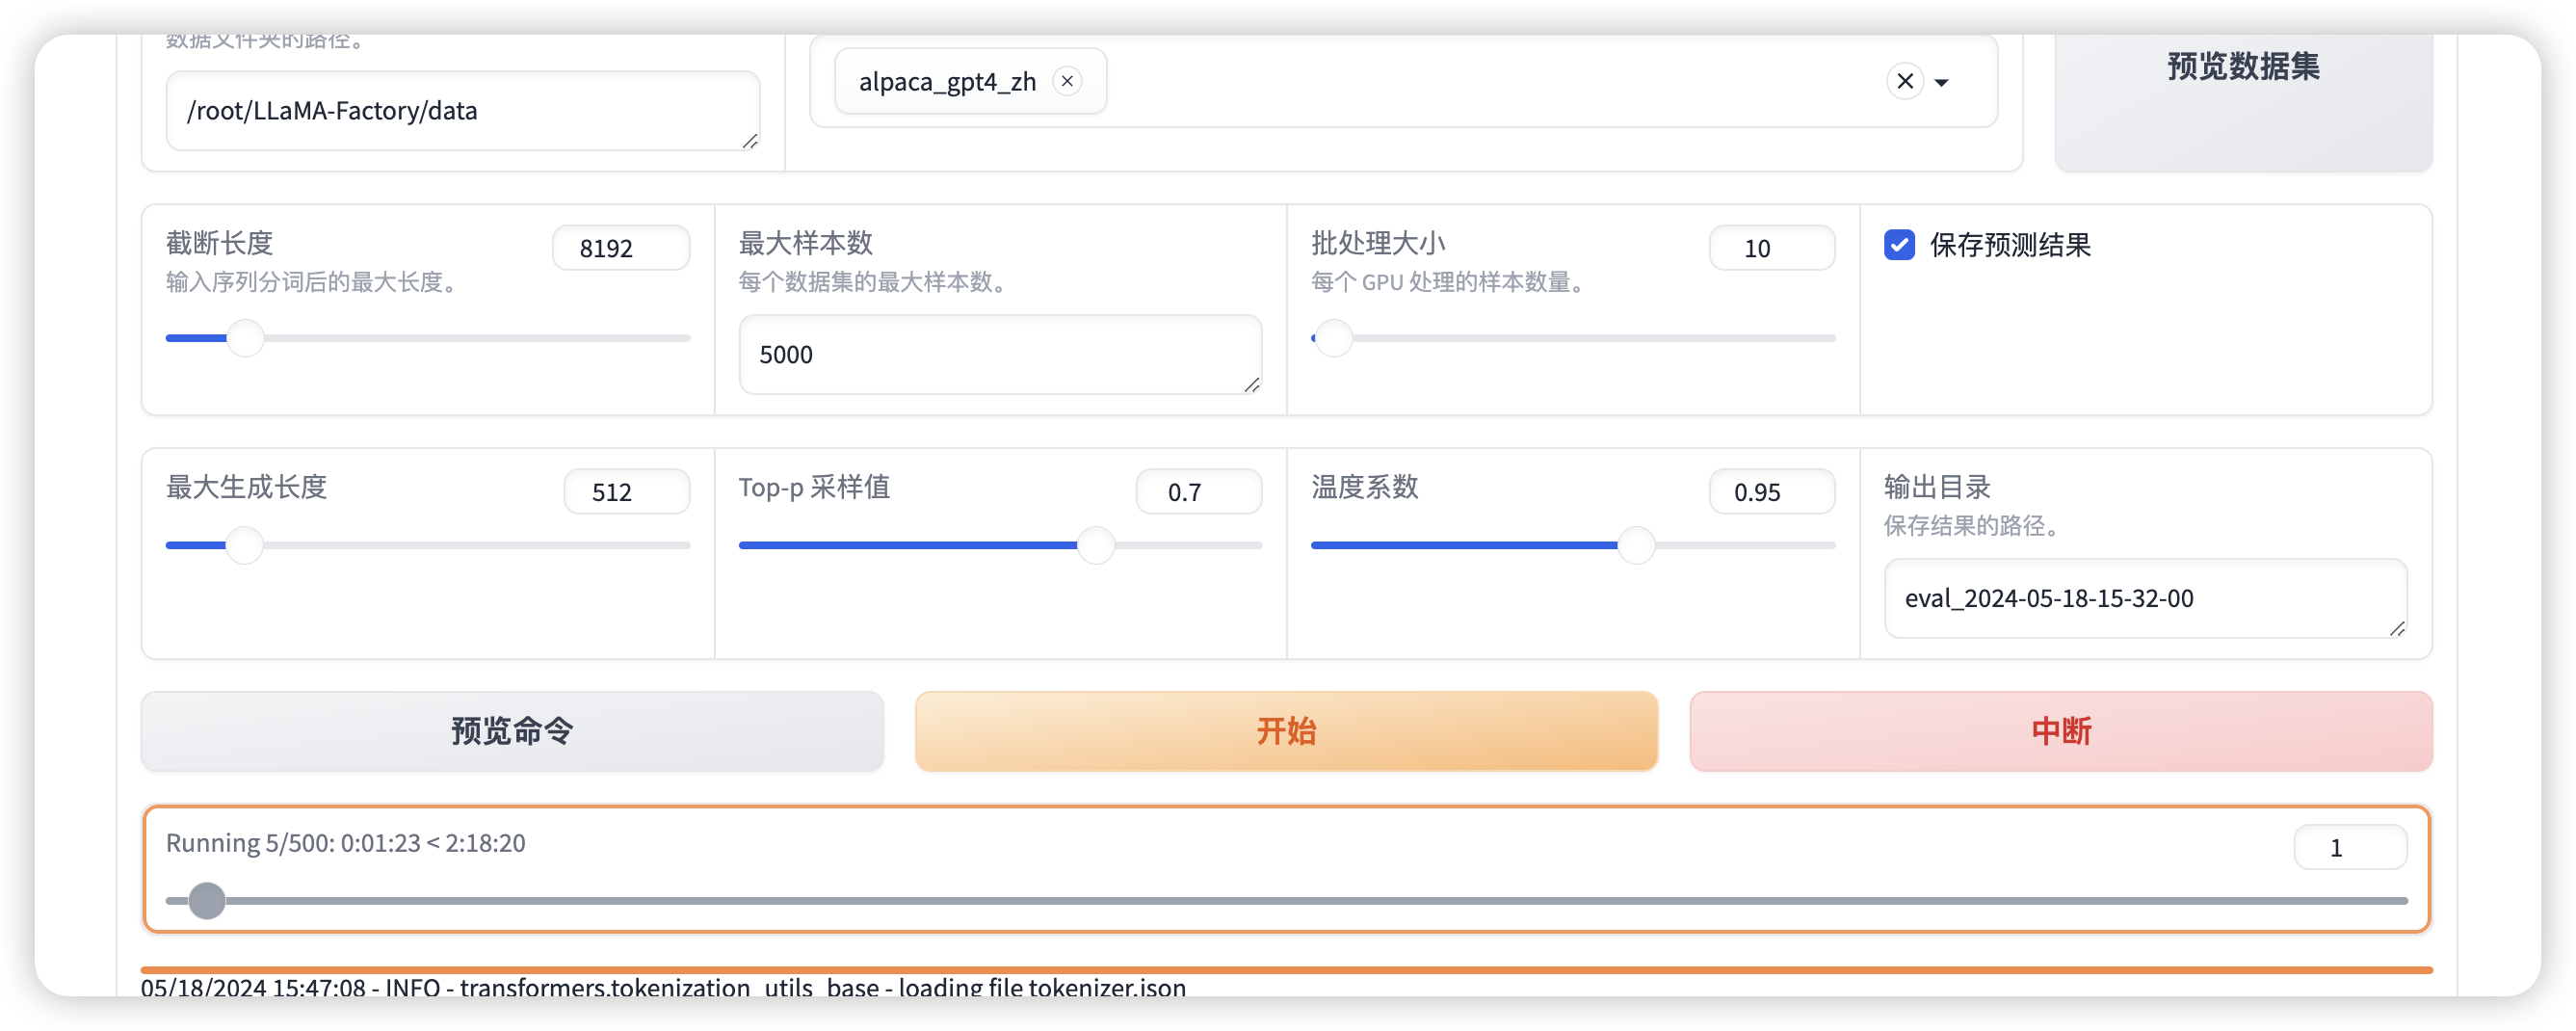 数据文件夹的路径。
/root/LLaMA-Factory/data
alpaca_gpt4_zh
预览数据集
截断长度
8192
输入序列分词后的最大长度。
最大样本数
每个数据集的最大样本数。
5000
批处理大小
10
每个 GPU 处理的样本数量。
保存预测结果
最大生成长度
512
Top-p 采样值
0.7
温度系数
0.95
输出目录
保存结果的路径。
eval_2024-05-18-15-32-00
预览命令
开始
中断
Running 5/500: 0:01:23 < 2:18:20
1
05/18/2024 15:47:08 - INFO - transformers.tokenization_utils_base - loading file tokenizer.json